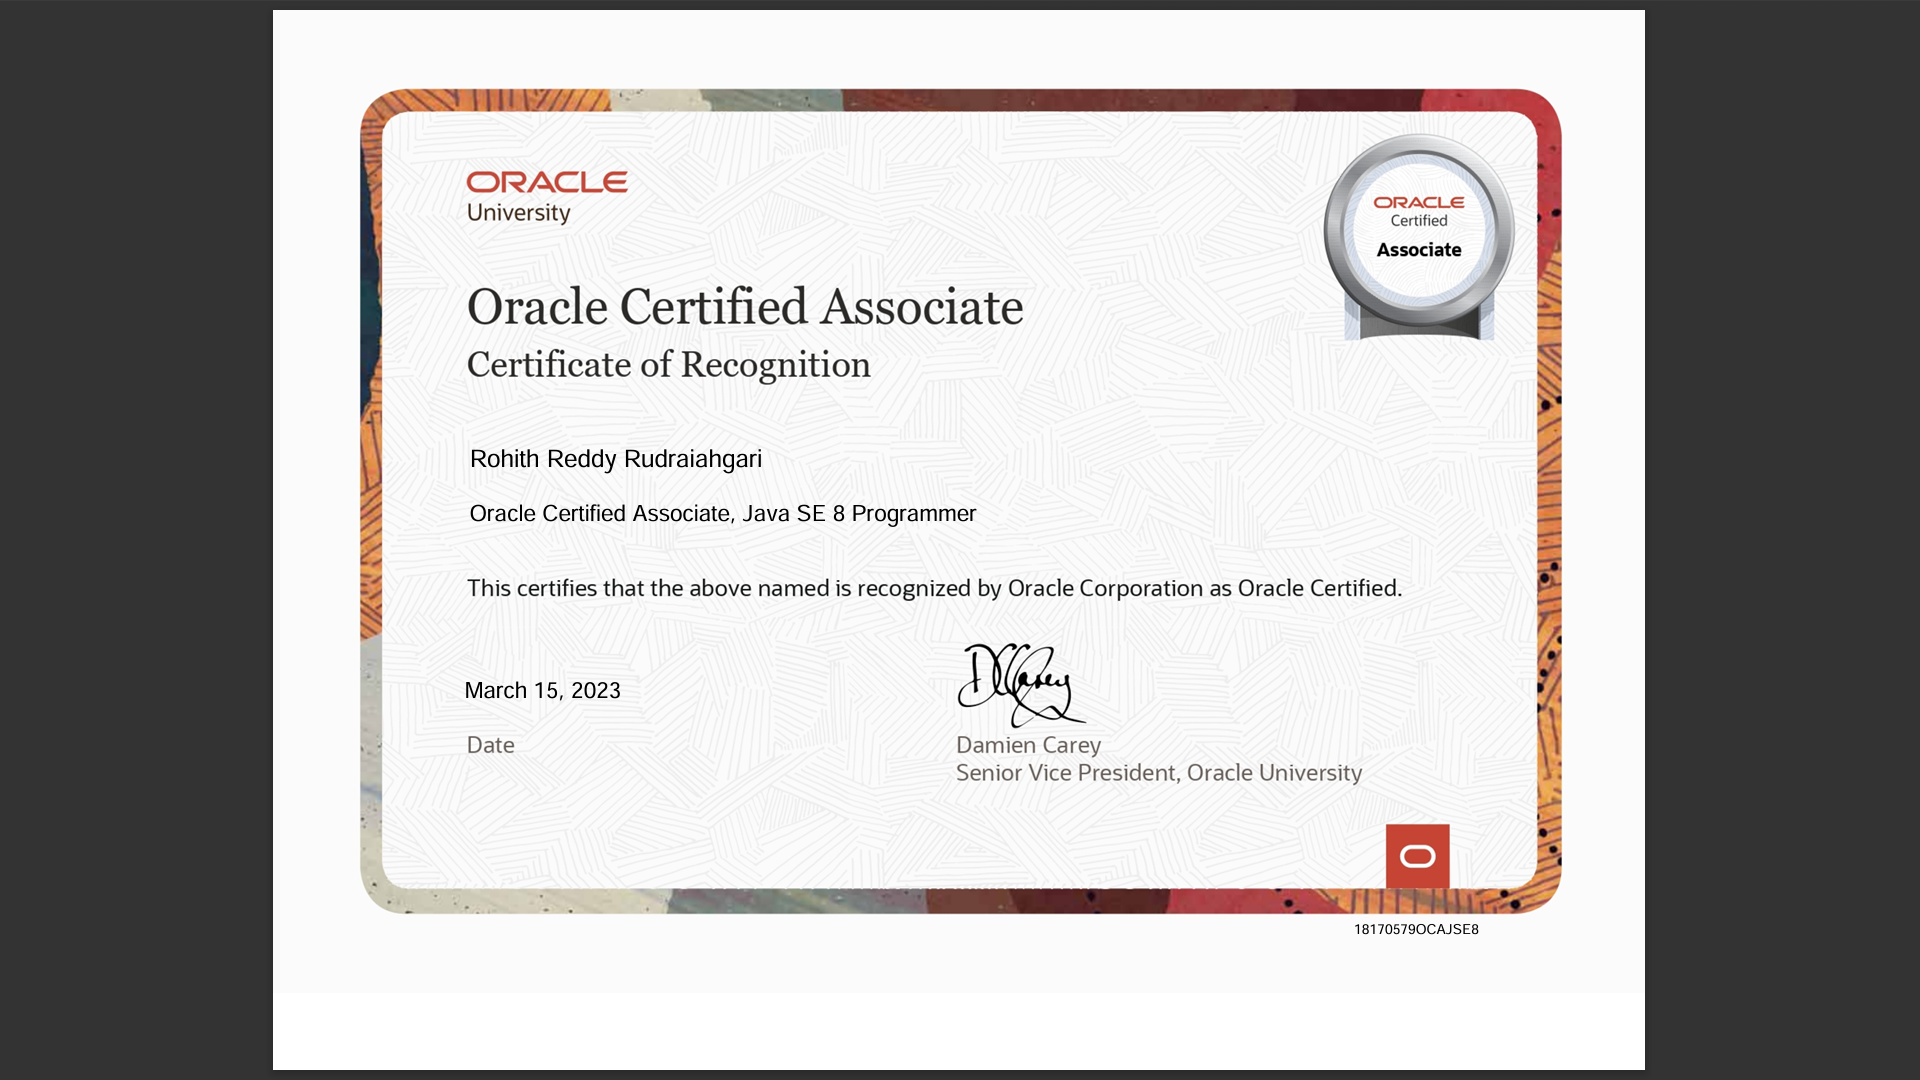 ORACLE
University
ORACLE
Certified
Associate
Oracle Certified Associate
Certificate of Recognition
Rohith Reddy Rudraiahgari
Oracle Certified Associate, Java SE 8 Programmer
This certifies that the above named is recognized by Oracle Corporation as Oracle Certified.
DCarey
March 15, 2023
Date
Damien Carey
Senior Vice President, Oracle University
18170579OCAJSE8